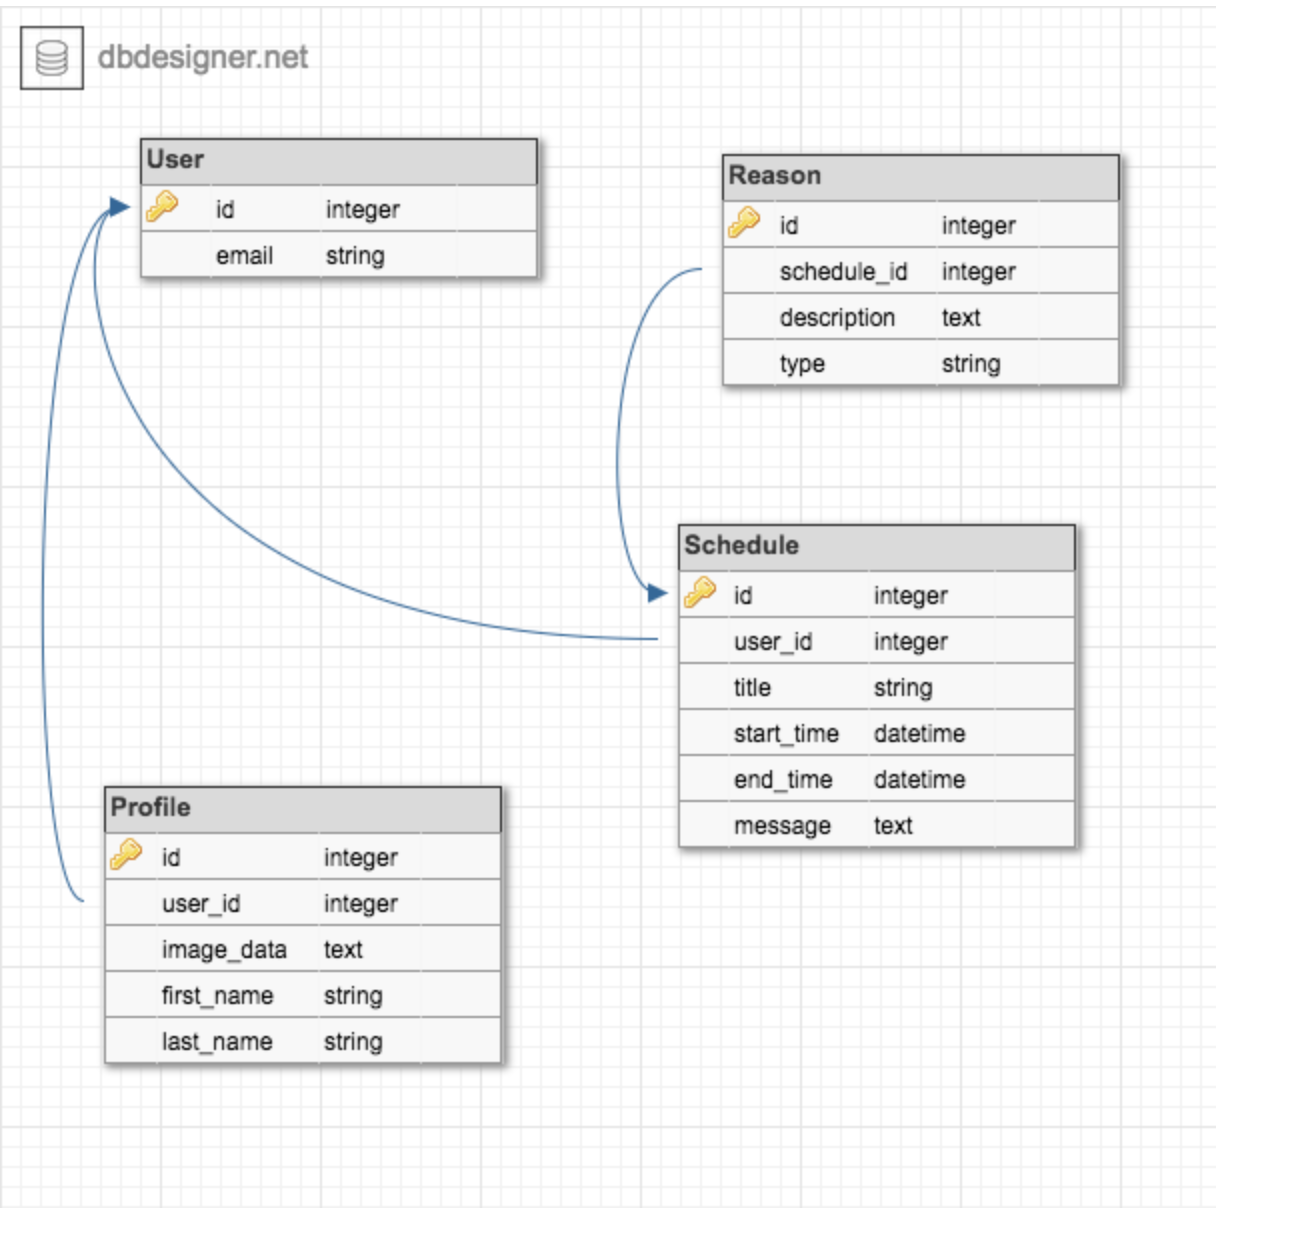 dbdesigner.net
User
id integer
email string
Reason
id integer
schedule_id integer
description text
type string
Schedule
id integer
user_id integer
title string
start_time datetime
end_time datetime
message text
Profile
id integer
user_id integer
image_data text
first_name string
last_name string